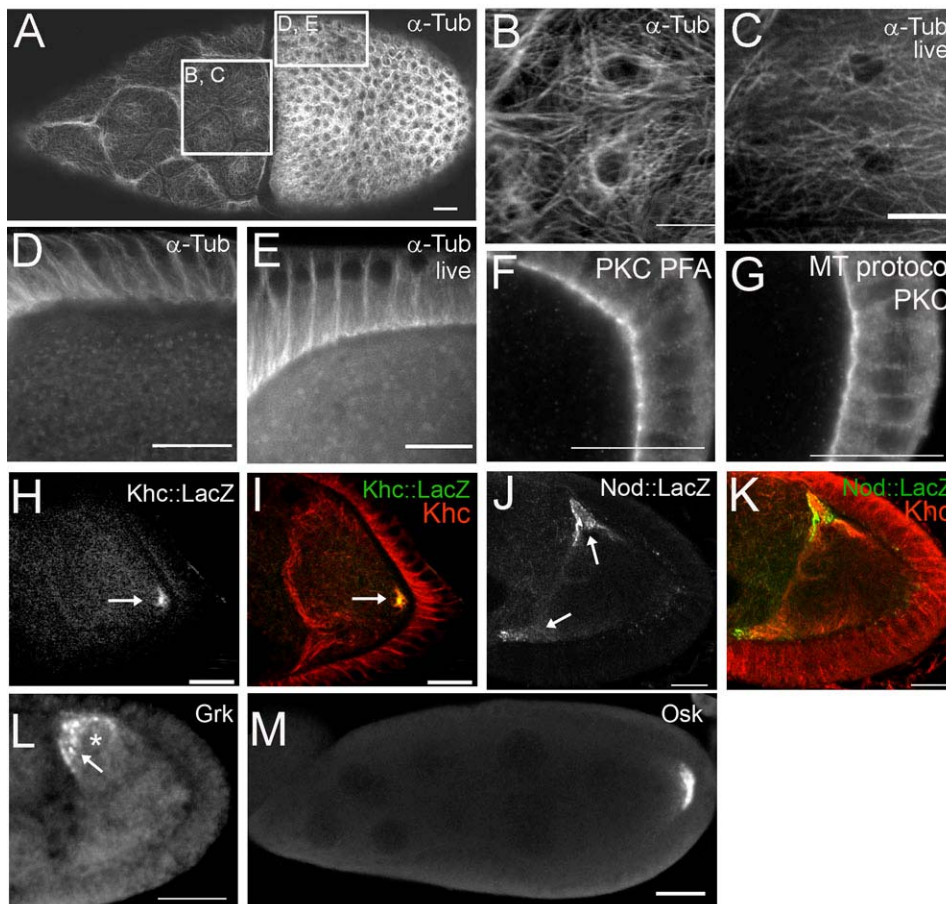 A
α-Tub
D, E
B, C
B
α-Tub
C
α-Tub
live
D
α-Tub
E
α-Tub
live
F
PKC PFA
G
MT protoco
PKC
H
Khc::LacZ
I
Khc::LacZ
Khc
J
Nod::LacZ
K
Nod::LacZ
Khc
L
Grk
*
M
Osk